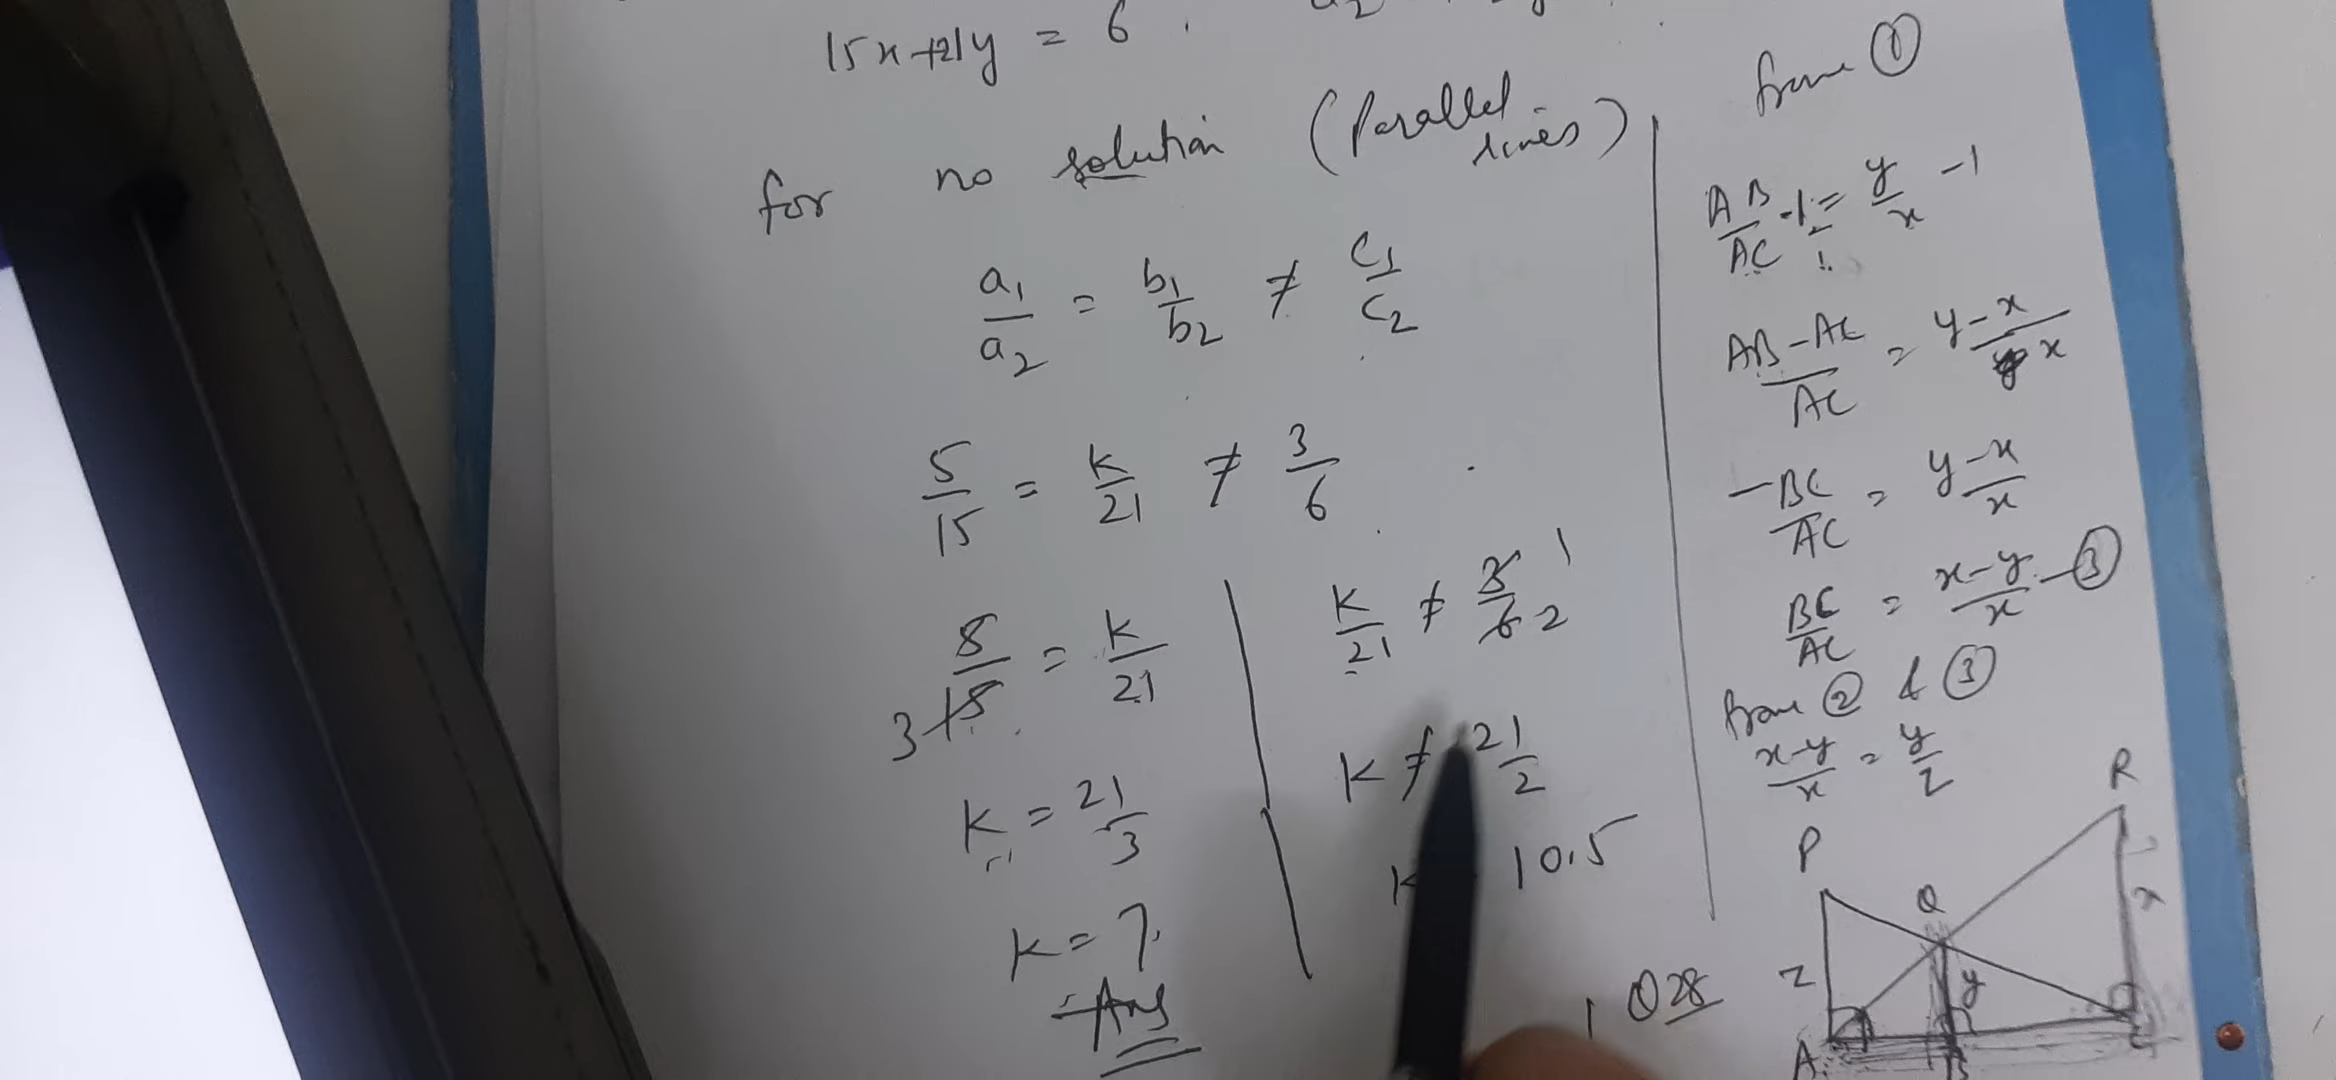 15x+21y = 6
for no solution (Parallel lines)
a₁/a₂ = b₁/b₂ ≠ c₁/c₂
5/15 = k/21 ≠ 3/6
5/15 = k/21
3
k = 21/3
k = 7
Ans
k/21 ≠ 3/6 1
2
k ≠ 21/2
k 10.5
from ①
AB/AC -1 = y/x -1
AB-AC/AC = y-x/x
-BC/AC = y-x/x
BC/AC = x-y/x -③
from ② & ③
x-y/x = y/z
P
Q
R
z
y
x
A
B
C
Q28